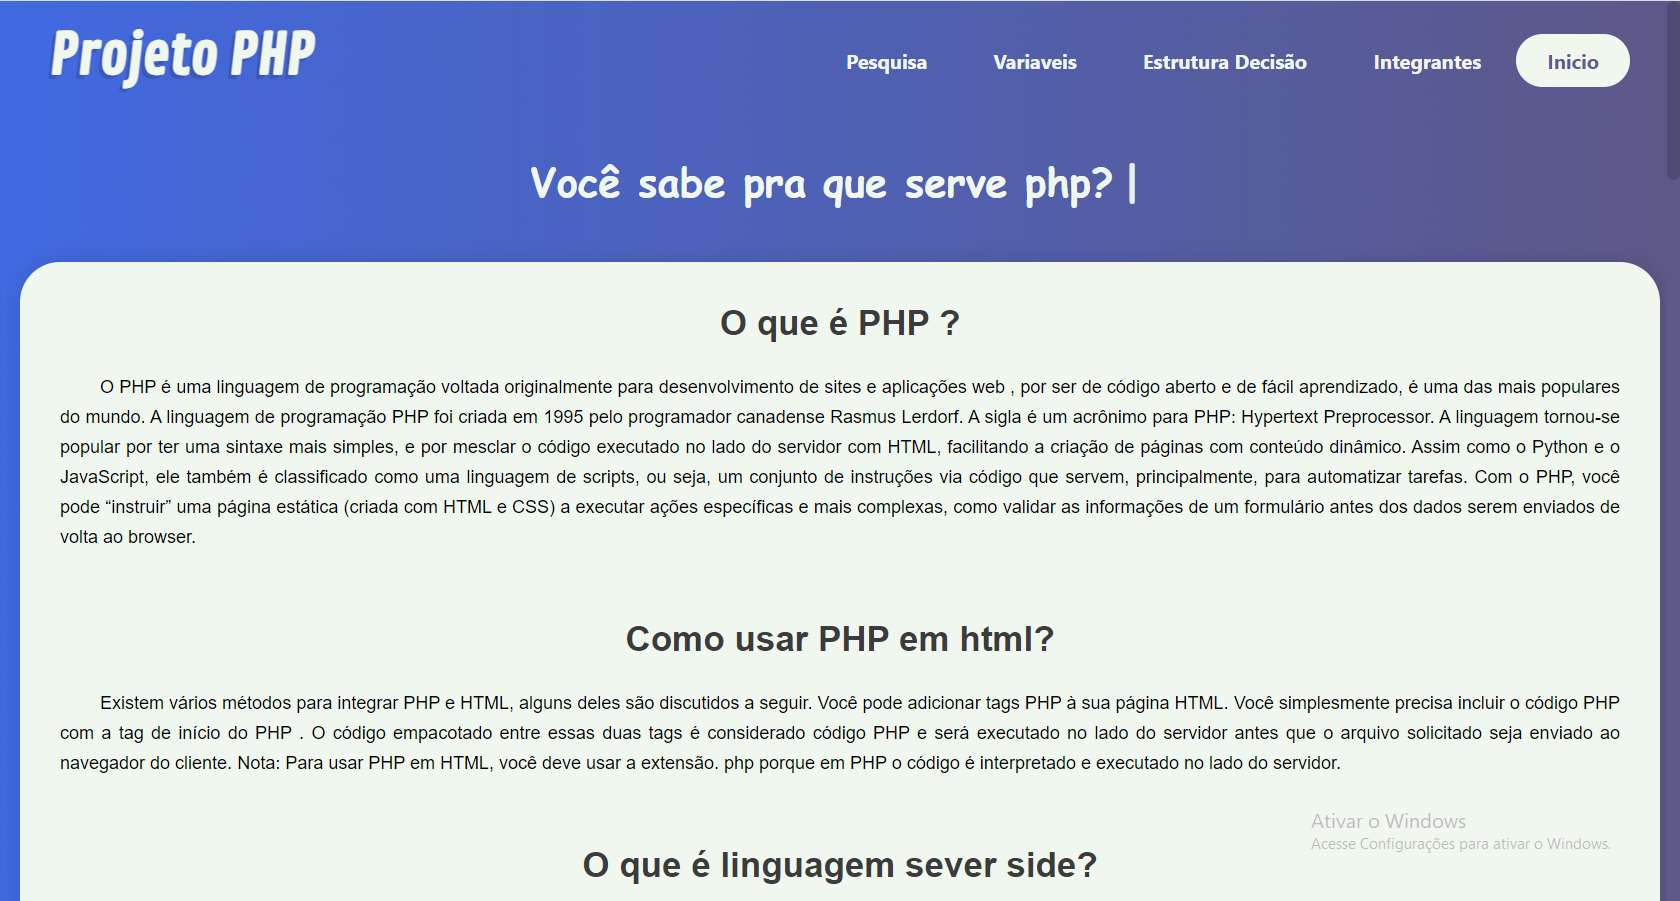 Projeto PHP
Pesquisa Variaveis Estrutura Decisão Integrantes Inicio
Você sabe pra que serve php? |
O que é PHP ?
O PHP é uma linguagem de programação voltada originalmente para desenvolvimento de sites e aplicações web , por ser de código aberto e de fácil aprendizado, é uma das mais populares
do mundo. A linguagem de programação PHP foi criada em 1995 pelo programador canadense Rasmus Lerdorf. A sigla é um acrônimo para PHP: Hypertext Preprocessor. A linguagem tornou-se
popular por ter uma sintaxe mais simples, e por mesclar o código executado no lado do servidor com HTML, facilitando a criação de páginas com conteúdo dinâmico. Assim como o Python e o
JavaScript, ele também é classificado como uma linguagem de scripts, ou seja, um conjunto de instruções via código que servem, principalmente, para automatizar tarefas. Com o PHP, você
pode “instruir” uma página estática (criada com HTML e CSS) a executar ações específicas e mais complexas, como validar as informações de um formulário antes dos dados serem enviados de
volta ao browser.
Como usar PHP em html?
Existem vários métodos para integrar PHP e HTML, alguns deles são discutidos a seguir. Você pode adicionar tags PHP à sua página HTML. Você simplesmente precisa incluir o código PHP
com a tag de início do PHP . O código empacotado entre essas duas tags é considerado código PHP e será executado no lado do servidor antes que o arquivo solicitado seja enviado ao
navegador do cliente. Nota: Para usar PHP em HTML, você deve usar a extensão. php porque em PHP o código é interpretado e executado no lado do servidor.
Ativar o Windows
Acesse Configurações para ativar o Windows.
O que é linguagem sever side?